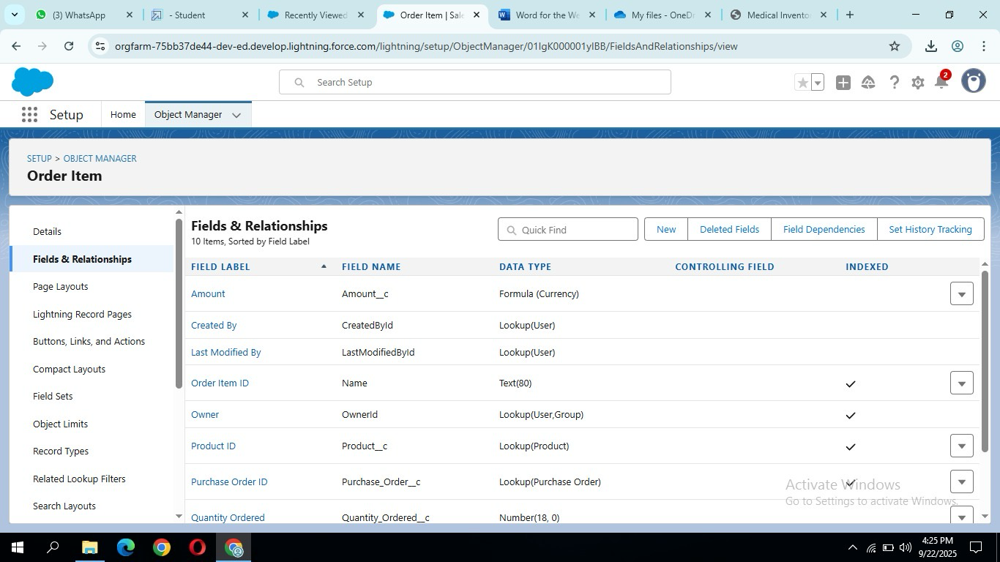 (3) WhatsApp
- Student
Recently Viewed
Order Item | Sale
Word for the We
My files - OneDr
Medical Invento
orgfarm-75bb37de44-dev-ed.develop.lightning.force.com/lightning/setup/ObjectManager/01IgK000001yIBB/FieldsAndRelationships/view
Search Setup
2
Setup
Home
Object Manager
SETUP > OBJECT MANAGER
Order Item
Details
Fields & Relationships
Page Layouts
Lightning Record Pages
Buttons, Links, and Actions
Compact Layouts
Field Sets
Object Limits
Record Types
Related Lookup Filters
Search Layouts
Fields & Relationships
10 Items, Sorted by Field Label
Quick Find
New
Deleted Fields
Field Dependencies
Set History Tracking
FIELD LABEL FIELD NAME DATA TYPE CONTROLLING FIELD INDEXED
Amount Amount__c Formula (Currency)
Created By CreatedById Lookup(User)
Last Modified By LastModifiedById Lookup(User)
Order Item ID Name Text(80)
Owner OwnerId Lookup(User,Group)
Product ID Product__c Lookup(Product)
Purchase Order ID Purchase_Order__c Lookup(Purchase Order)
Quantity Ordered Quantity_Ordered__c Number(18, 0)
Activate Windows
Go to Settings to activate Windows.
4:25 PM
9/22/2025